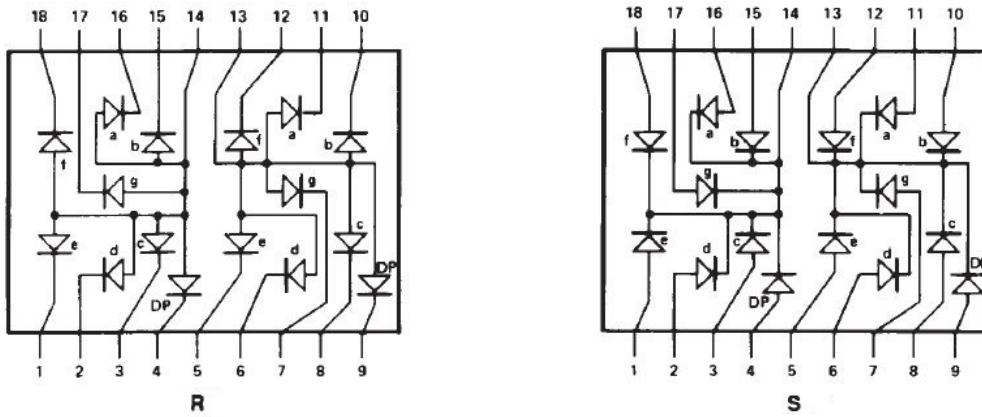 18 17 16 15 14 13 12 11 10 18 17 16 15 14 13 12 11 10
a a a a
f b f b f b f b
g g g g
e d c e d c e d c e d c
DP DP DP
1 2 3 4 5 6 7 8 9 1 2 3 4 5 6 7 8 9
R S